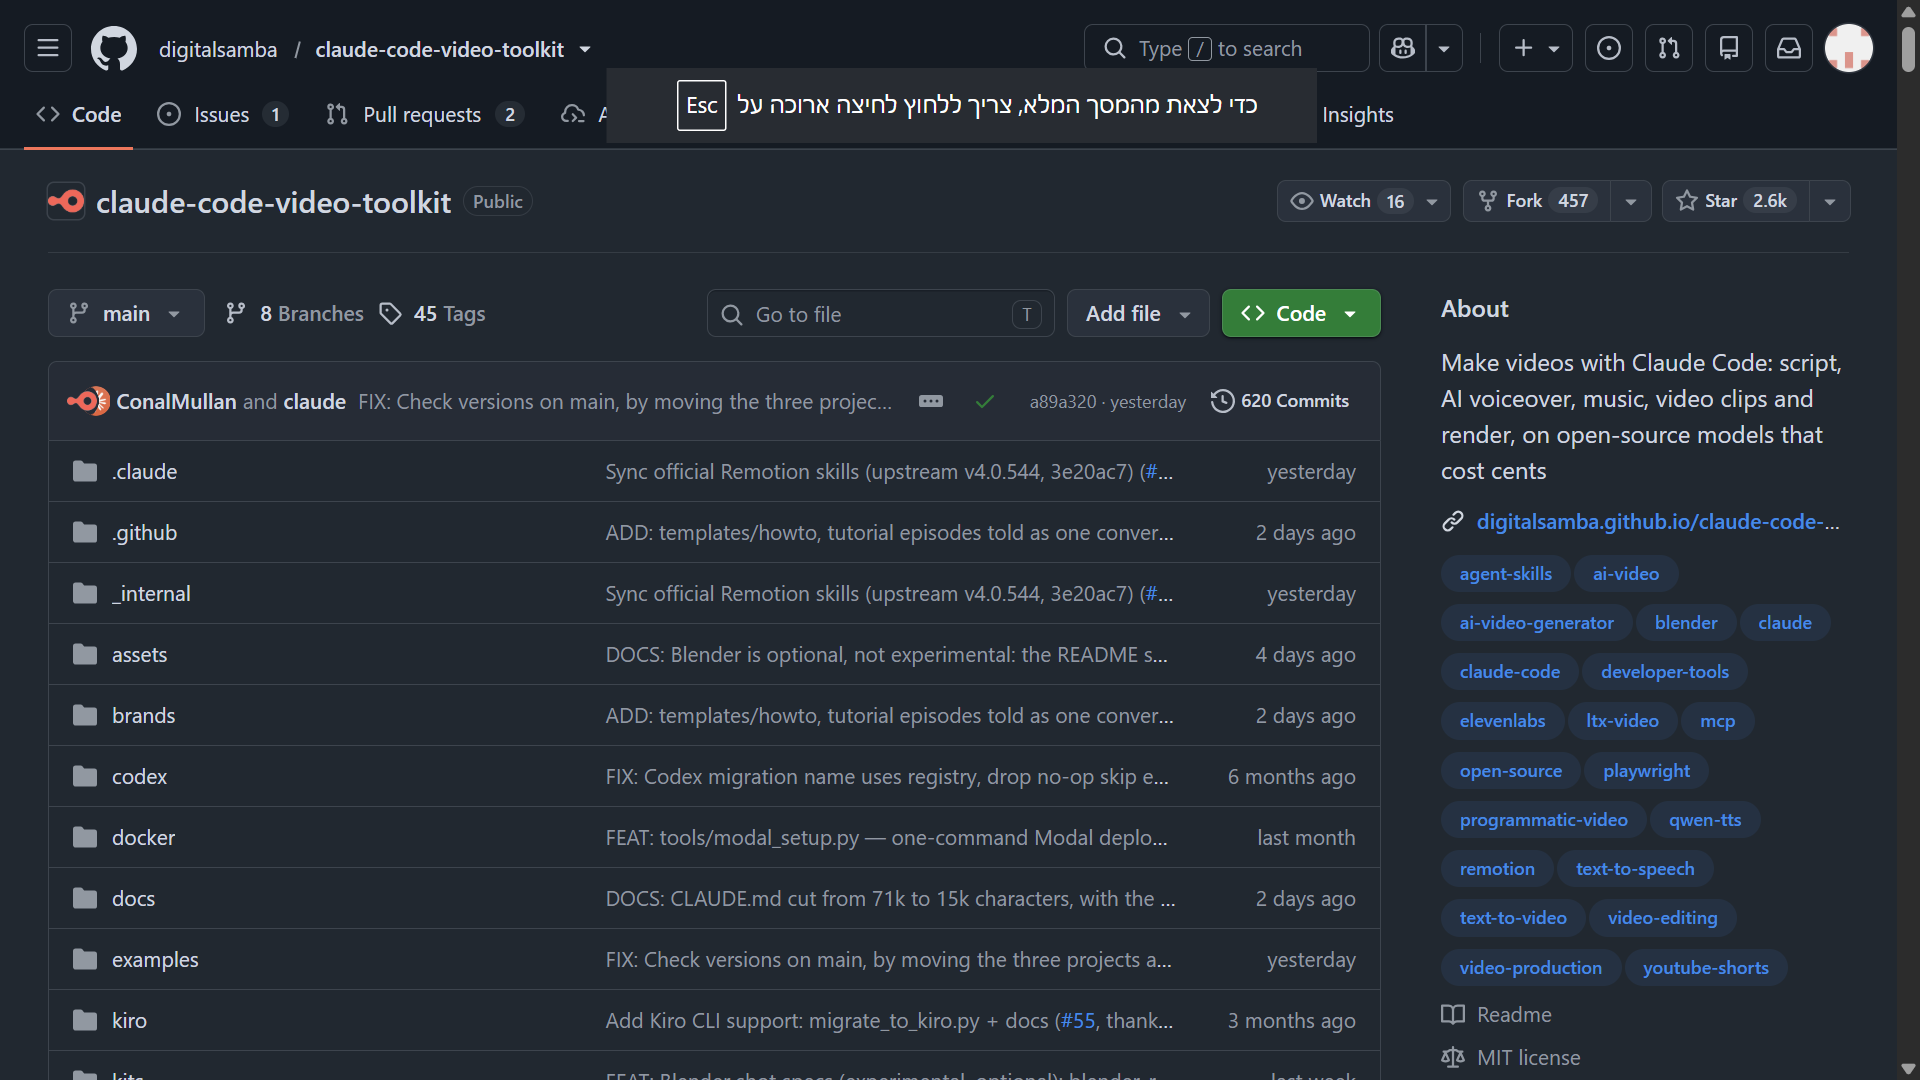 digitalsamba / claude-code-video-toolkit
Type / to search
Code
Issues 1
Pull requests 2
Insights
כדי לצאת מהמסך המלא, צריך ללחוץ לחיצה ארוכה על Esc
claude-code-video-toolkit Public
Watch 16
Fork 457
Star 2.6k
main
8 Branches
45 Tags
Go to file T
Add file
Code
ConalMullan and claude FIX: Check versions on main, by moving the three projec... a89a320 · yesterday 620 Commits
.claude Sync official Remotion skills (upstream v4.0.544, 3e20ac7) (#... yesterday
.github ADD: templates/howto, tutorial episodes told as one conver... 2 days ago
_internal Sync official Remotion skills (upstream v4.0.544, 3e20ac7) (#... yesterday
assets DOCS: Blender is optional, not experimental: the README s... 4 days ago
brands ADD: templates/howto, tutorial episodes told as one conver... 2 days ago
codex FIX: Codex migration name uses registry, drop no-op skip e... 6 months ago
docker FEAT: tools/modal_setup.py — one-command Modal deplo... last month
docs DOCS: CLAUDE.md cut from 71k to 15k characters, with the ... 2 days ago
examples FIX: Check versions on main, by moving the three projects a... yesterday
kiro Add Kiro CLI support: migrate_to_kiro.py + docs (#55, thank... 3 months ago
About
Make videos with Claude Code: script,
AI voiceover, music, video clips and
render, on open-source models that
cost cents
digitalsamba.github.io/claude-code-...
agent-skills ai-video
ai-video-generator blender claude
claude-code developer-tools
elevenlabs ltx-video mcp
open-source playwright
programmatic-video qwen-tts
remotion text-to-speech
text-to-video video-editing
video-production youtube-shorts
Readme
MIT license